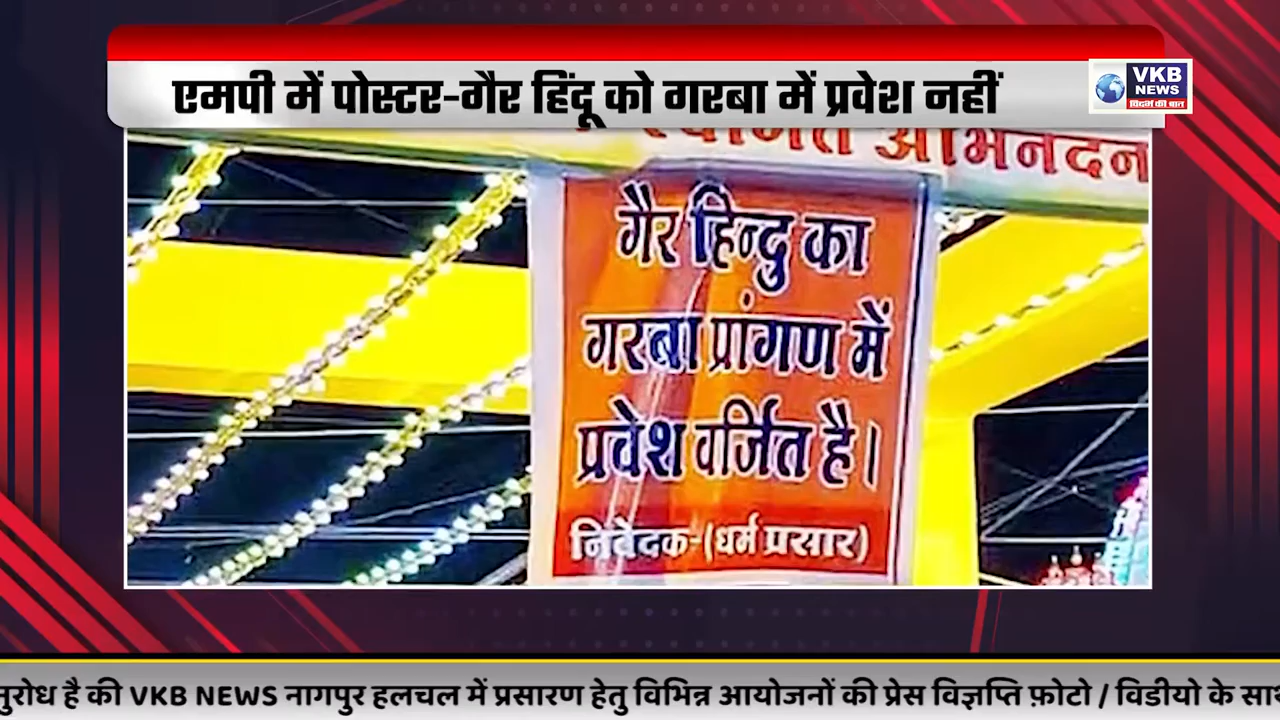 एमपी में पोस्टर-गैर हिंदू को गरबा में प्रवेश नहीं
VKB
NEWS
विदर्भ की बात
अभिनंदन
गैर हिन्दु का
गरबा प्रांगण में
प्रवेश वर्जित है।
निवेदक-(धर्म प्रसार)
है की VKB NEWS नागपुर हलचल में प्रसारण हेतु विभिन्न आयोजनों की प्रेस विज्ञप्ति फ़ोटो / विडीयो के